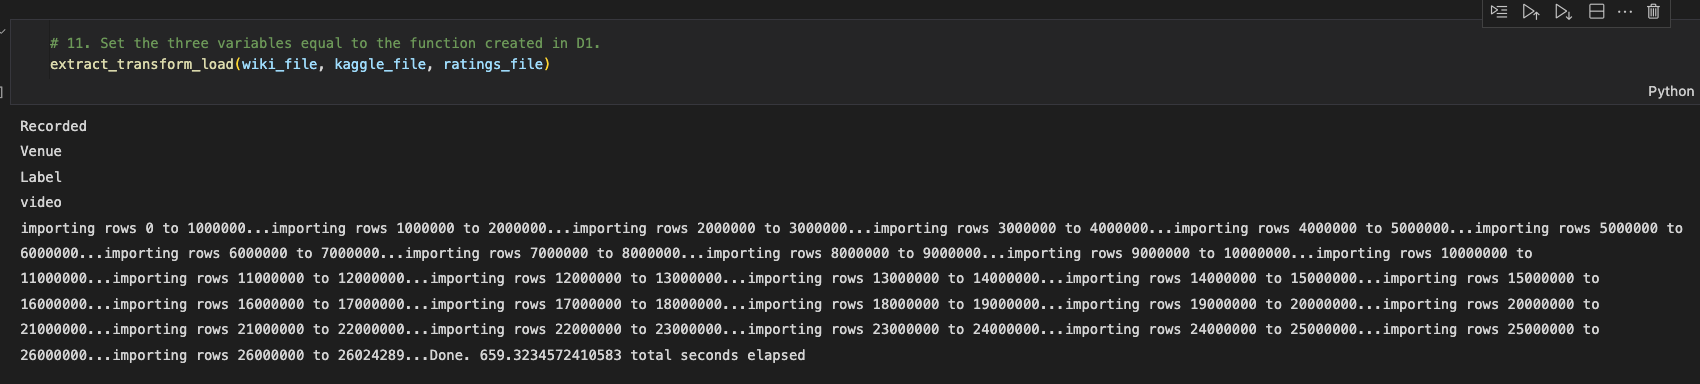 # 11. Set the three variables equal to the function created in D1.
extract_transform_load(wiki_file, kaggle_file, ratings_file)
Python
Recorded
Venue
Label
video
importing rows 0 to 1000000...importing rows 1000000 to 2000000...importing rows 2000000 to 3000000...importing rows 3000000 to 4000000...importing rows 4000000 to 5000000...importing rows 5000000 to
6000000...importing rows 6000000 to 7000000...importing rows 7000000 to 8000000...importing rows 8000000 to 9000000...importing rows 9000000 to 10000000...importing rows 10000000 to
11000000...importing rows 11000000 to 12000000...importing rows 12000000 to 13000000...importing rows 13000000 to 14000000...importing rows 14000000 to 15000000...importing rows 15000000 to
16000000...importing rows 16000000 to 17000000...importing rows 17000000 to 18000000...importing rows 18000000 to 19000000...importing rows 19000000 to 20000000...importing rows 20000000 to
21000000...importing rows 21000000 to 22000000...importing rows 22000000 to 23000000...importing rows 23000000 to 24000000...importing rows 24000000 to 25000000...importing rows 25000000 to
26000000...importing rows 26000000 to 26024289...Done. 659.3234572410583 total seconds elapsed